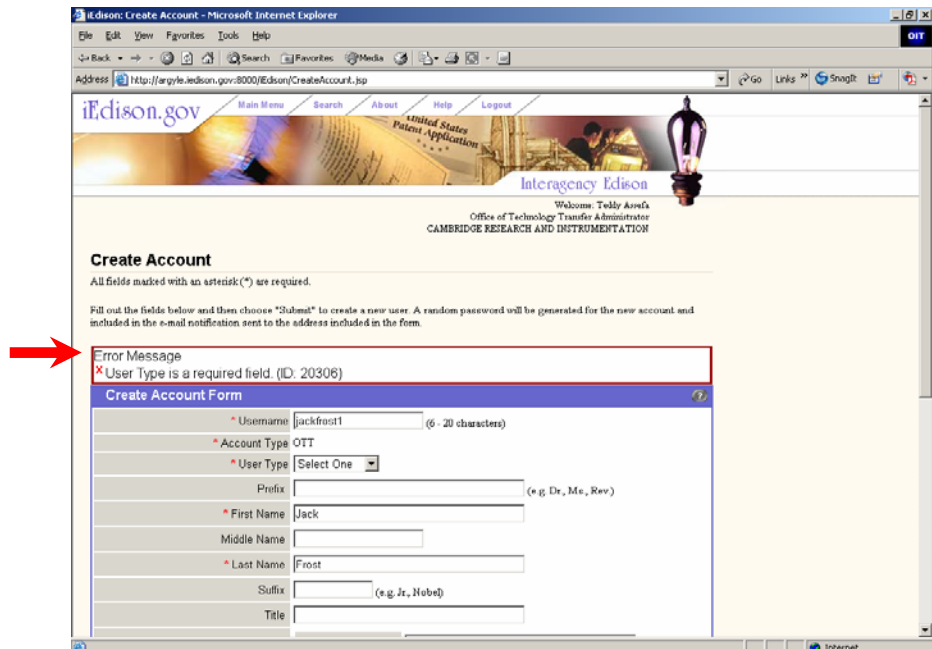 iEdison: Create Account - Microsoft Internet Explorer
File Edit View Favorites Tools Help
OIT
Back Search Favorites Media
Address http://argyle.iedison.gov:8000/iEdison/CreateAccount.jsp Go Links » SnagIt
iEdison.gov Main Menu Search About Help Logout
United States
Patent Application
Interagency Edison
Welcome: Teddy Assefa
Office of Technology Transfer Administrator
CAMBRIDGE RESEARCH AND INSTRUMENTATION
Create Account
All fields marked with an asterisk (*) are required.
Fill out the fields below and then choose "Submit" to create a new user. A random password will be generated for the new account and
included in the e-mail notification sent to the address included in the form.
Error Message
x User Type is a required field. (ID: 20306)
Create Account Form ?
* Username jackfrost1 (6 - 20 characters)
* Account Type OTT
* User Type Select One
Prefix (e.g. Dr., Ms., Rev.)
* First Name Jack
Middle Name
* Last Name Frost
Suffix (e.g. Jr., Nobel)
Title
Internet